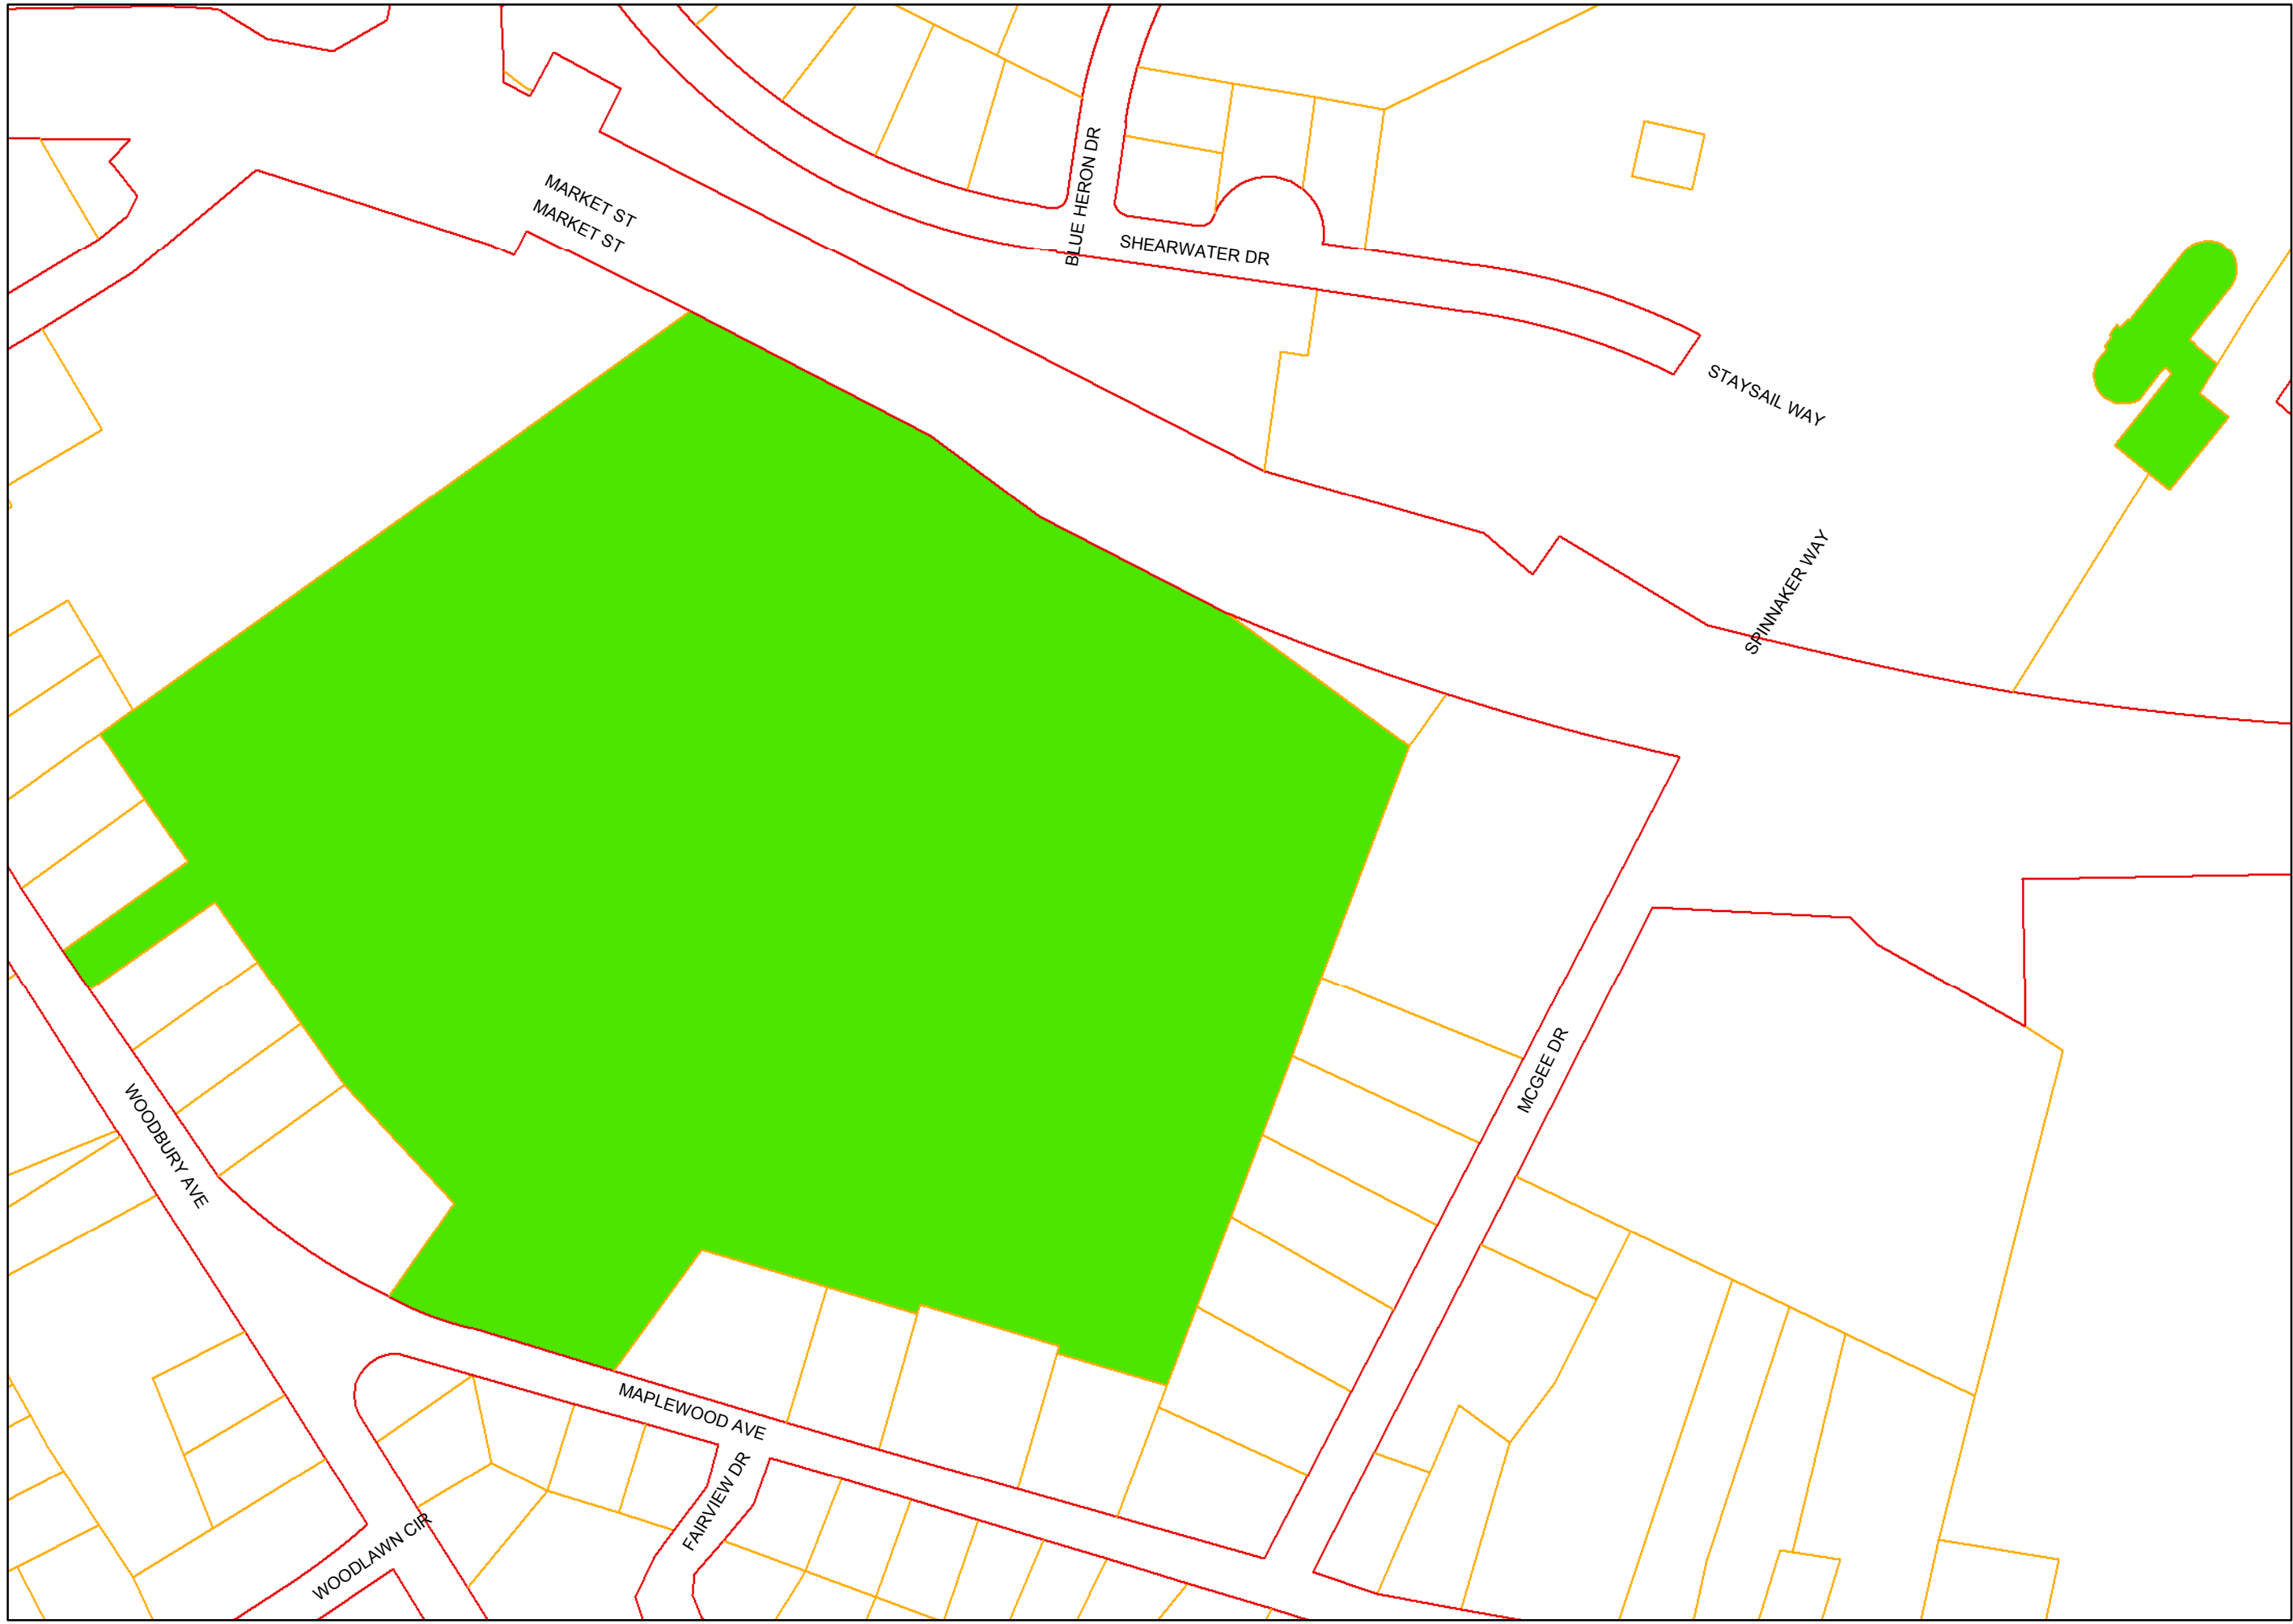 BLUE HERON DR
MARKET ST
MARKET ST
SHEARWATER DR
STAYSAIL WAY
SPINNAKER WAY
MCGEE DR
WOODBURY AVE
MAPLEWOOD AVE
FAIRVIEW DR
WOODLAWN CIR